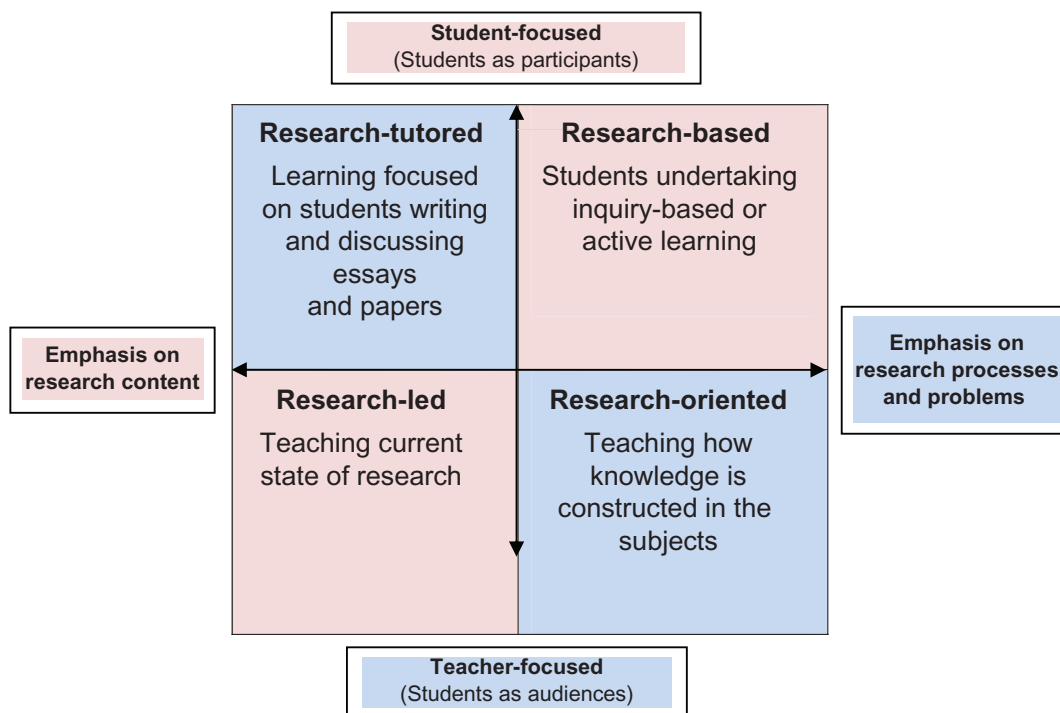 Student-focused
(Students as participants)
Research-tutored
Learning focused
on students writing
and discussing
essays
and papers
Research-based
Students undertaking
inquiry-based or
active learning
Emphasis on
research content
Emphasis on
research processes
and problems
Research-led
Teaching current
state of research
Research-oriented
Teaching how
knowledge is
constructed in the
subjects
Teacher-focused
(Students as audiences)